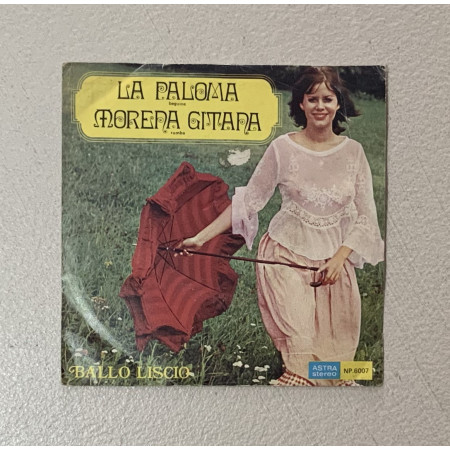 LA PALOMA
beguine
MORENA GITANA
rumba
BALLO LISCIO
ASTRA
stereo
NP.6007